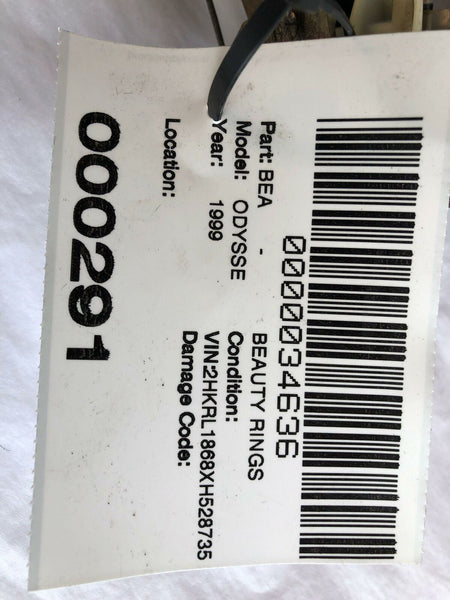 0000034636
Part: BEA - BEAUTY RINGS
Model: ODYSSE Condition:
Year: 1999 VIN:2HKRL1868XH528735
Damage Code:
Location:
000291